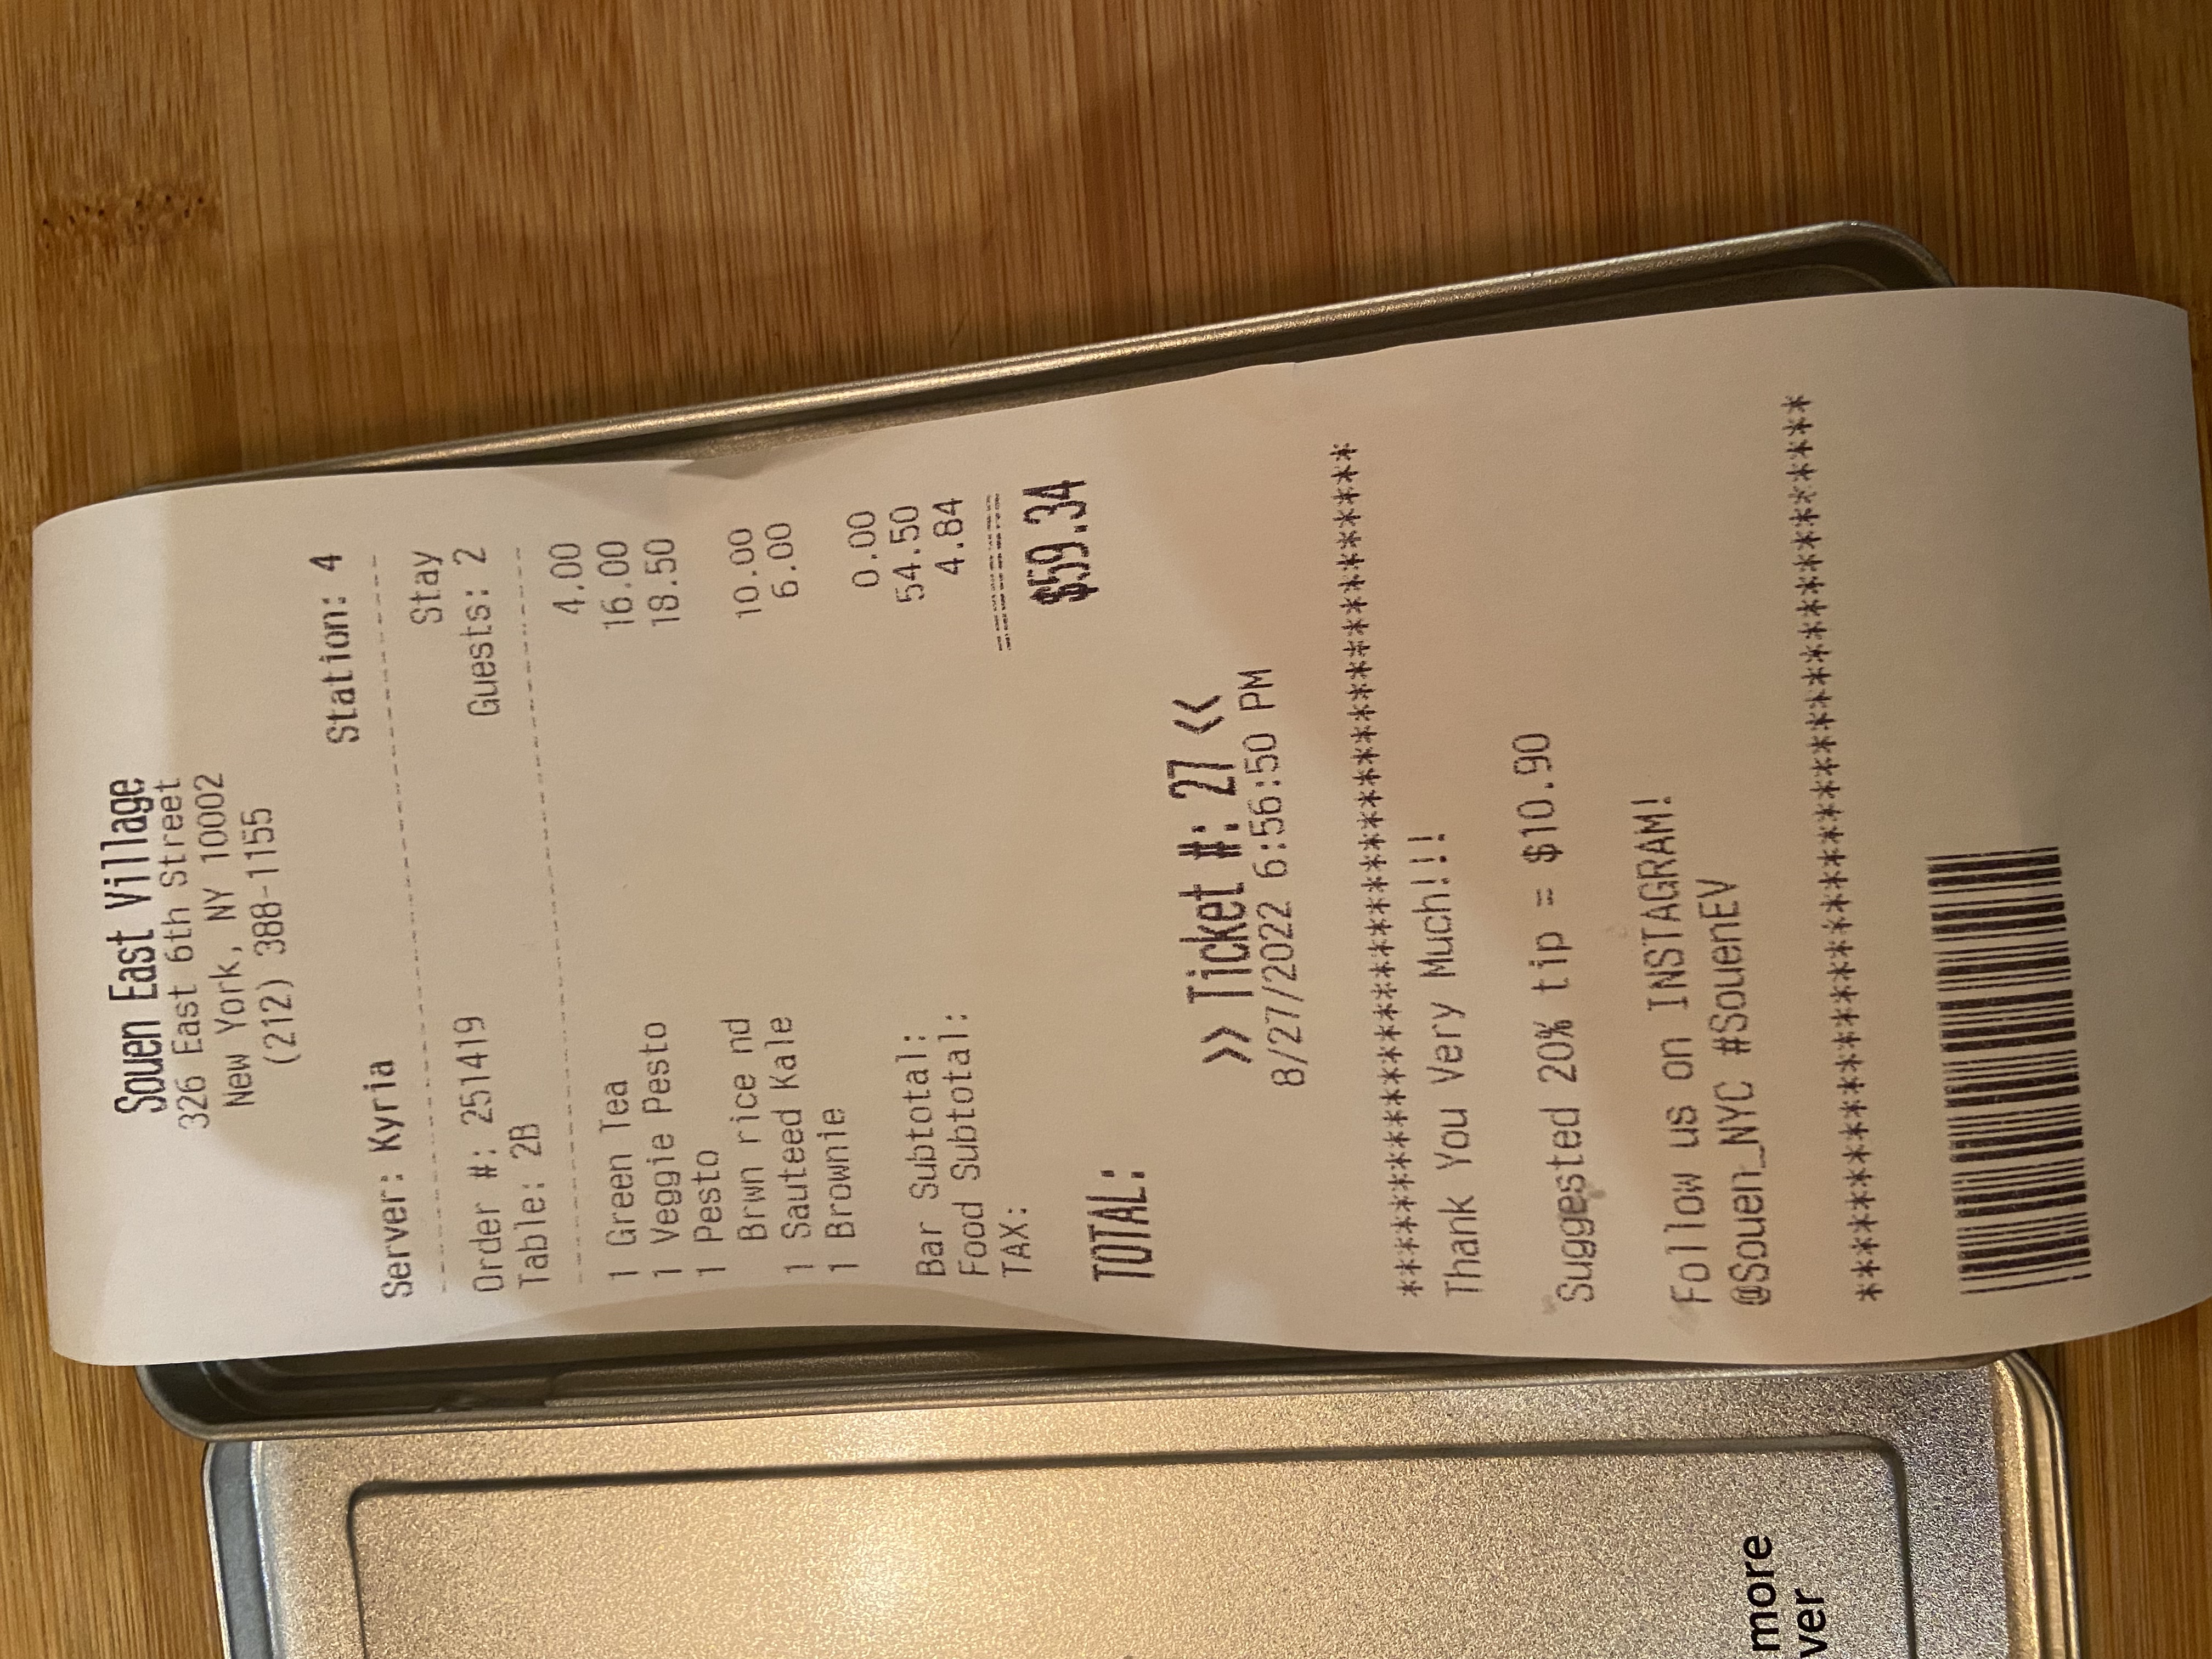 Souen East Village
326 East 6th Street
New York, NY 10002
(212) 388-1155
Server: Kyria Station: 4
Order #: 251419 Stay
Table: 2B Guests: 2
1 Green Tea 4.00
1 Veggie Pesto 16.00
1 Pesto 18.50
Brwn rice nd
1 Sauteed Kale 10.00
1 Brownie 6.00
Bar Subtotal: 0.00
Food Subtotal: 54.50
TAX: 4.84
TOTAL: $59.34
>> Ticket #: 27 <<
8/27/2022 6:56:50 PM
****************************************
Thank You Very Much!!!
Suggested 20% tip = $10.90
Follow us on INSTAGRAM!
@Souen_NYC #SouenEV
****************************************
more
ver